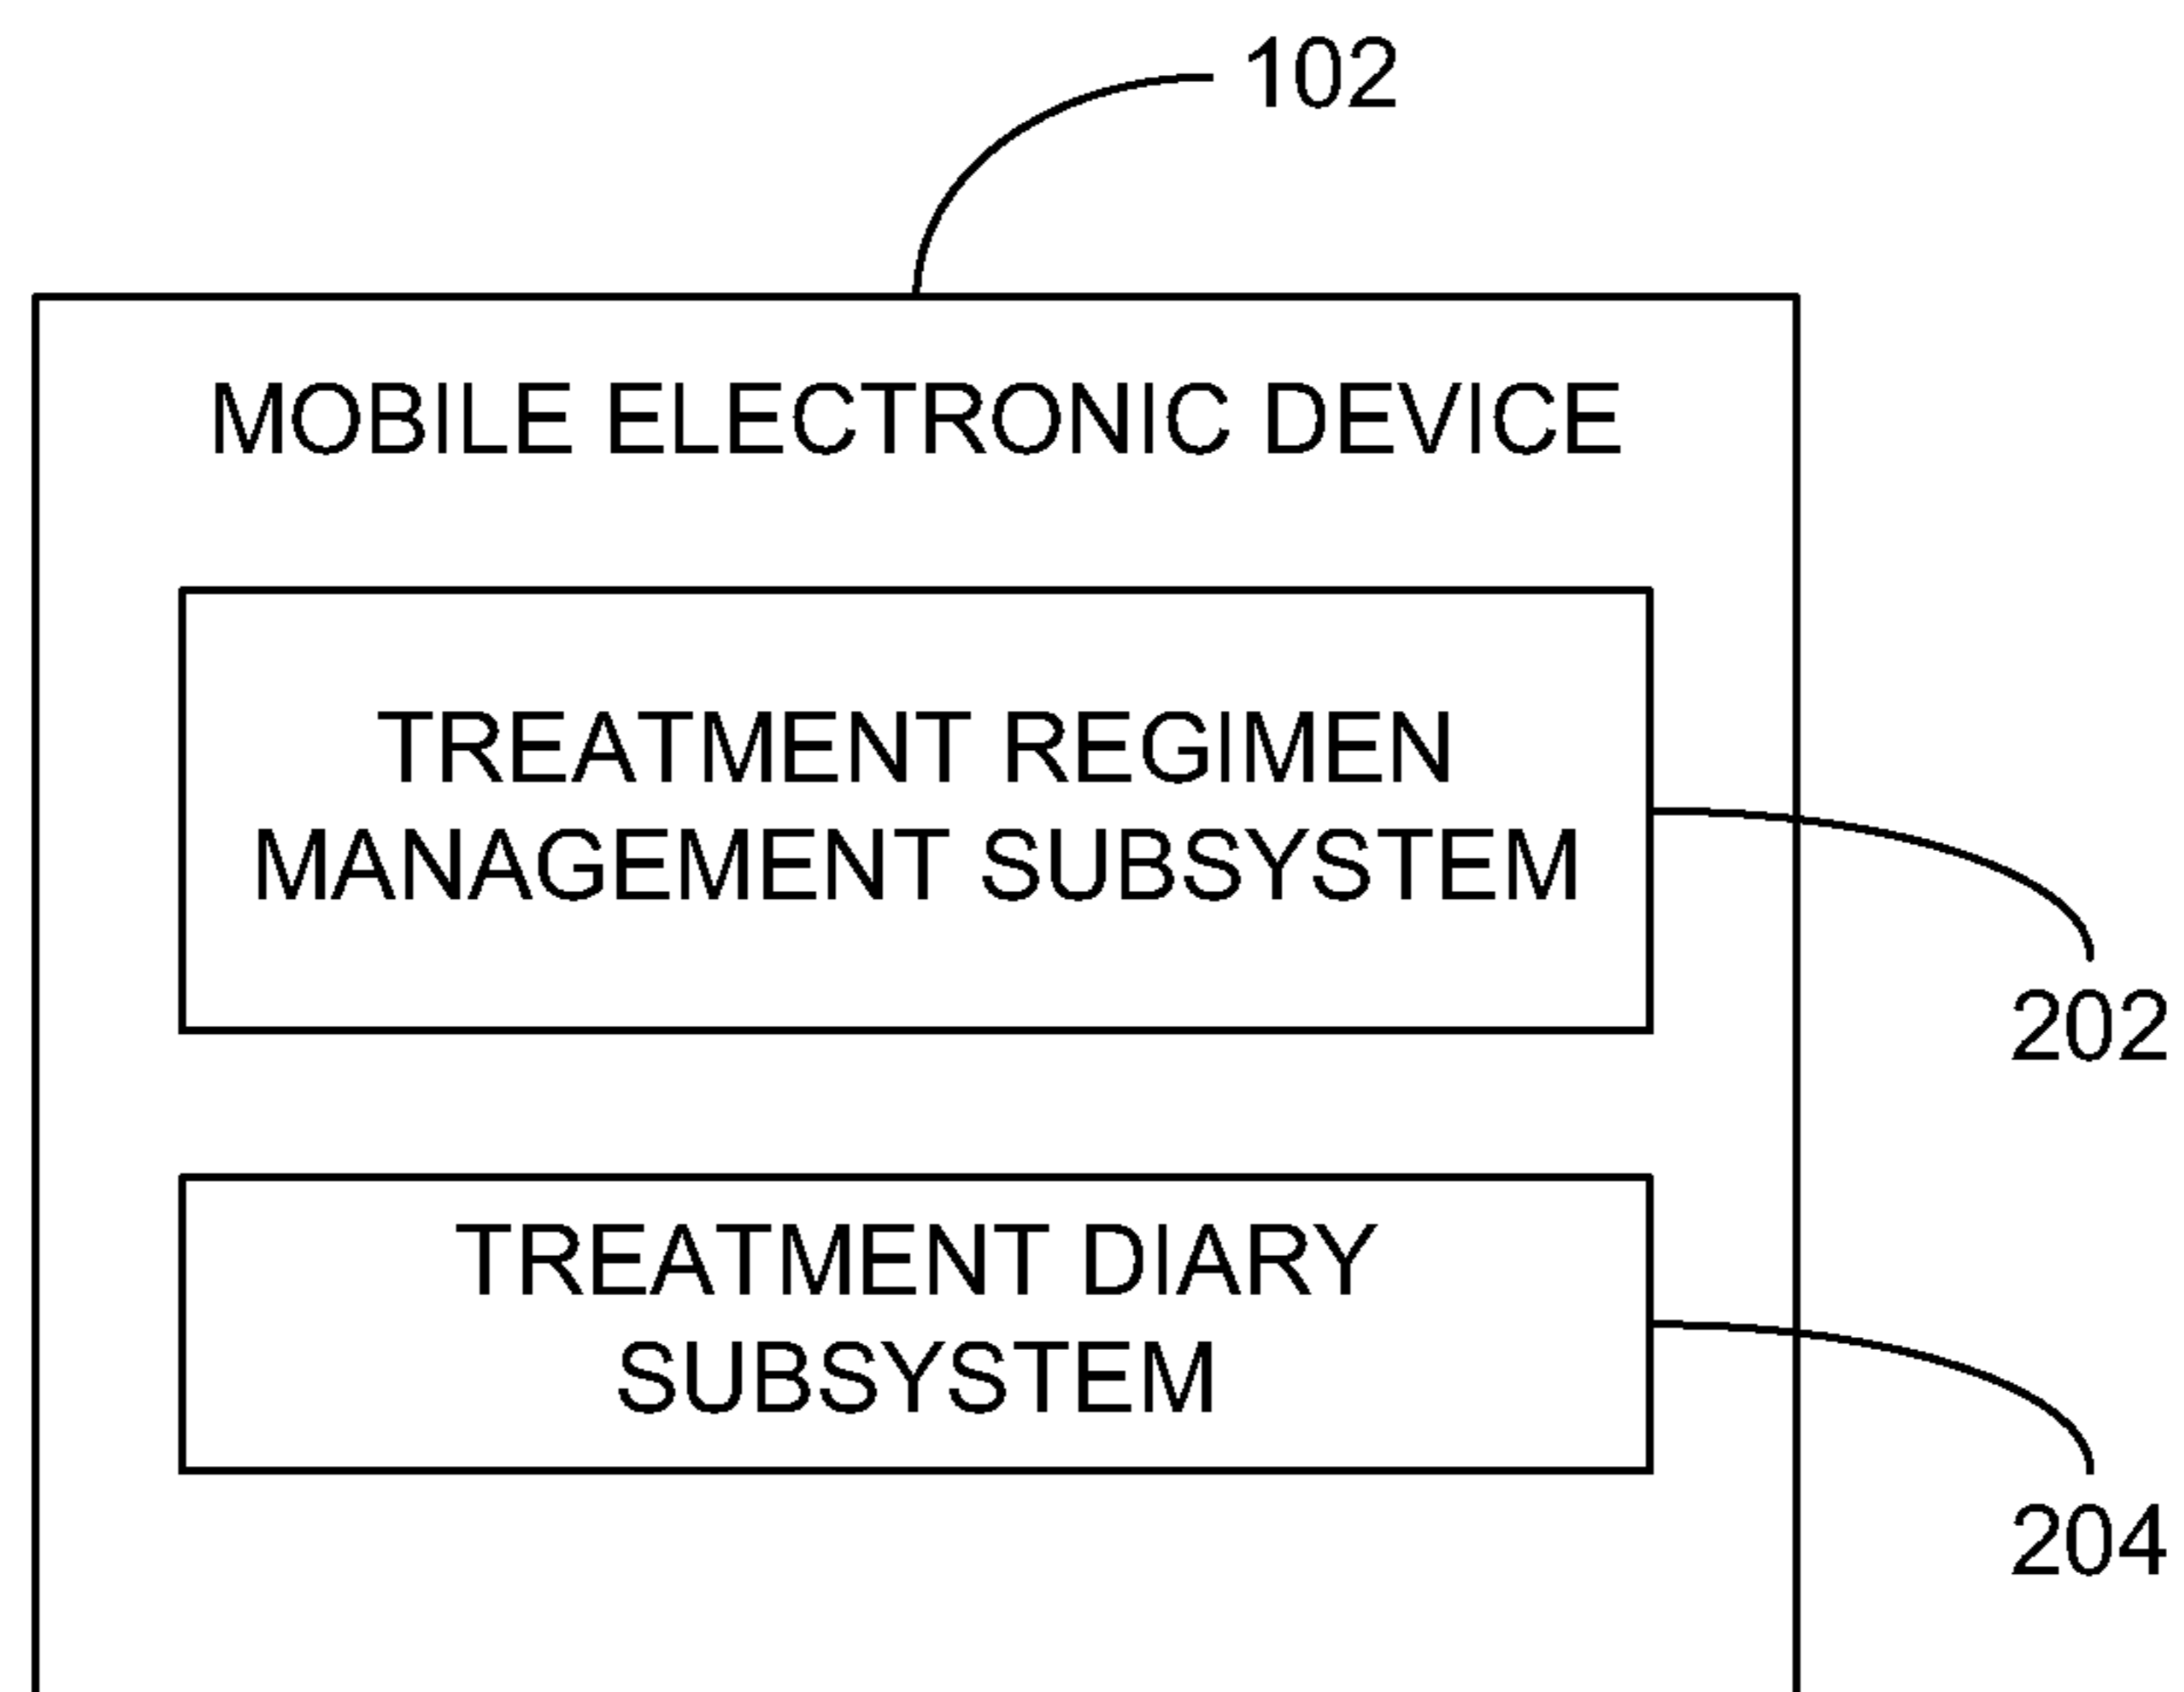 102
MOBILE ELECTRONIC DEVICE
TREATMENT REGIMEN
MANAGEMENT SUBSYSTEM
202
TREATMENT DIARY
SUBSYSTEM
204